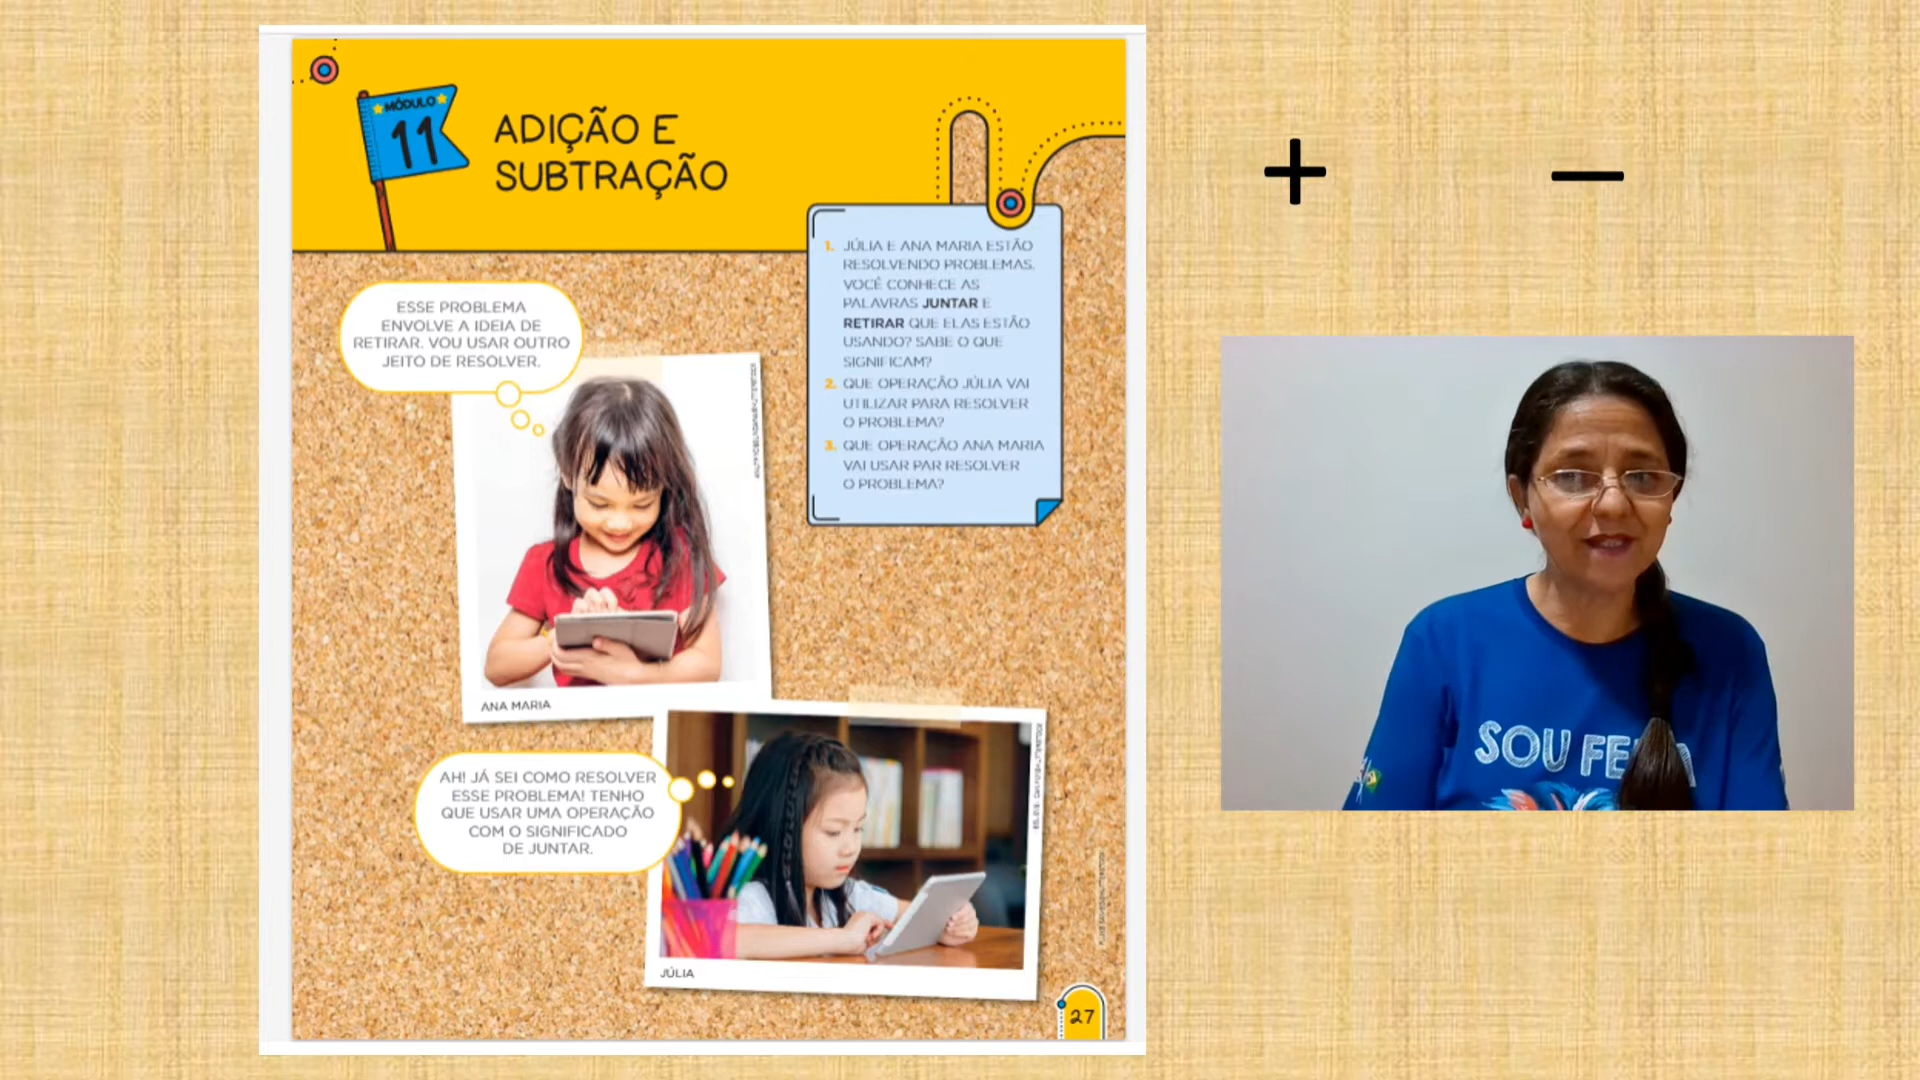 MÓDULO
11
ADIÇÃO E
SUBTRAÇÃO
+ −
1. JÚLIA E ANA MARIA ESTÃO
RESOLVENDO PROBLEMAS.
VOCÊ CONHECE AS
PALAVRAS JUNTAR E
RETIRAR QUE ELAS ESTÃO
USANDO? SABE O QUE
SIGNIFICAM?
2. QUE OPERAÇÃO JÚLIA VAI
UTILIZAR PARA RESOLVER
O PROBLEMA?
3. QUE OPERAÇÃO ANA MARIA
VAI USAR PAR RESOLVER
O PROBLEMA?
ESSE PROBLEMA
ENVOLVE A IDEIA DE
RETIRAR. VOU USAR OUTRO
JEITO DE RESOLVER.
ANA MARIA
AH! JÁ SEI COMO RESOLVER
ESSE PROBLEMA! TENHO
QUE USAR UMA OPERAÇÃO
COM O SIGNIFICADO
DE JUNTAR.
JÚLIA
27
SOU